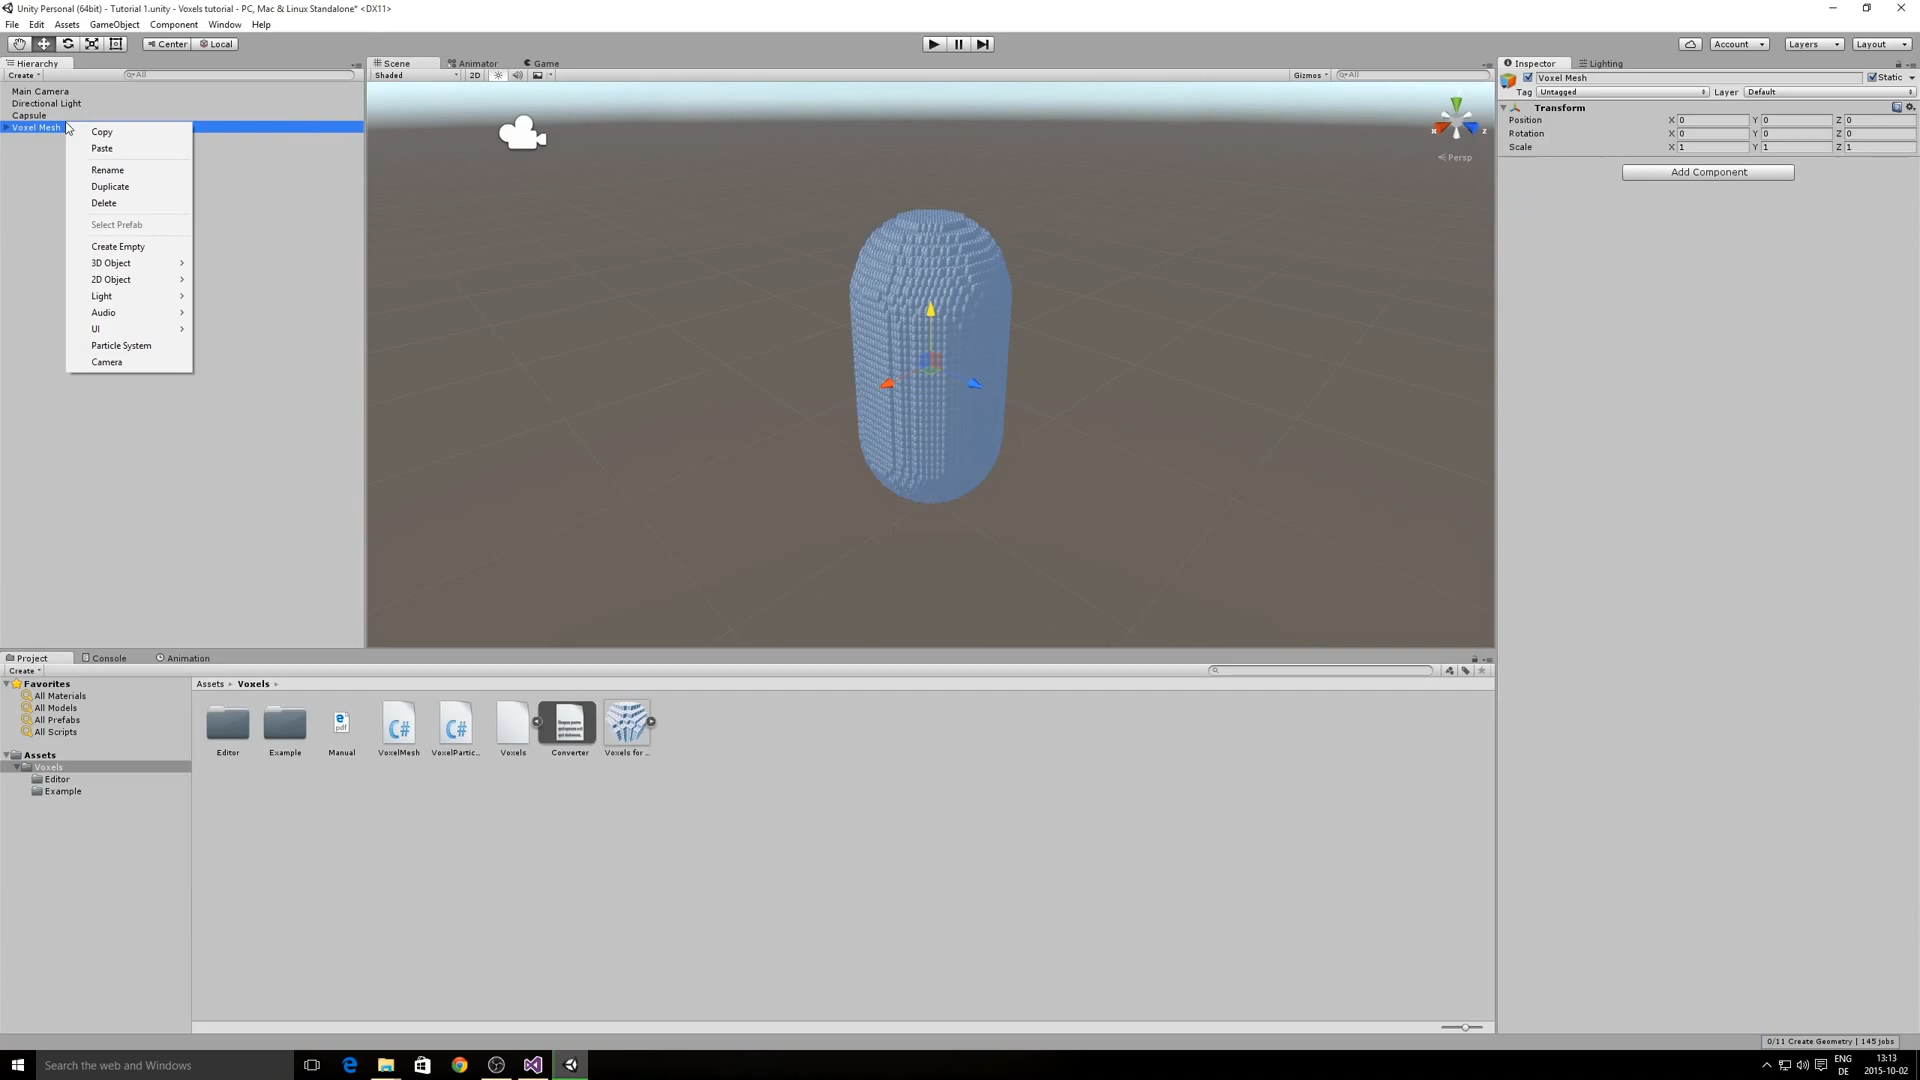 Unity Personal (64bit) - Tutorial 1.unity - Voxels tutorial - PC, Mac & Linux Standalone* <DX11>
File Edit Assets GameObject Component Window Help
Center Local
Account Layers Layout
Hierarchy
Create All
Main Camera
Directional Light
Capsule
Voxel Mesh
Copy
Paste
Rename
Duplicate
Delete
Select Prefab
Create Empty
3D Object
2D Object
Light
Audio
UI
Particle System
Camera
Scene Animator Game
Shaded 2D Gizmos All
x z
Persp
Inspector Lighting
Voxel Mesh Static
Tag Untagged Layer Default
Transform
Position X 0 Y 0 Z 0
Rotation X 0 Y 0 Z 0
Scale X 1 Y 1 Z 1
Add Component
Project Console Animation
Create
Favorites
All Materials
All Models
All Prefabs
All Scripts
Assets
Voxels
Editor
Example
Assets Voxels
C# C#
pdf
Editor Example Manual VoxelMesh VoxelPartic.. Voxels Converter Voxels for ..
0/11 Create Geometry | 145 jobs
Search the web and Windows
ENG 13:13
DE 2015-10-02